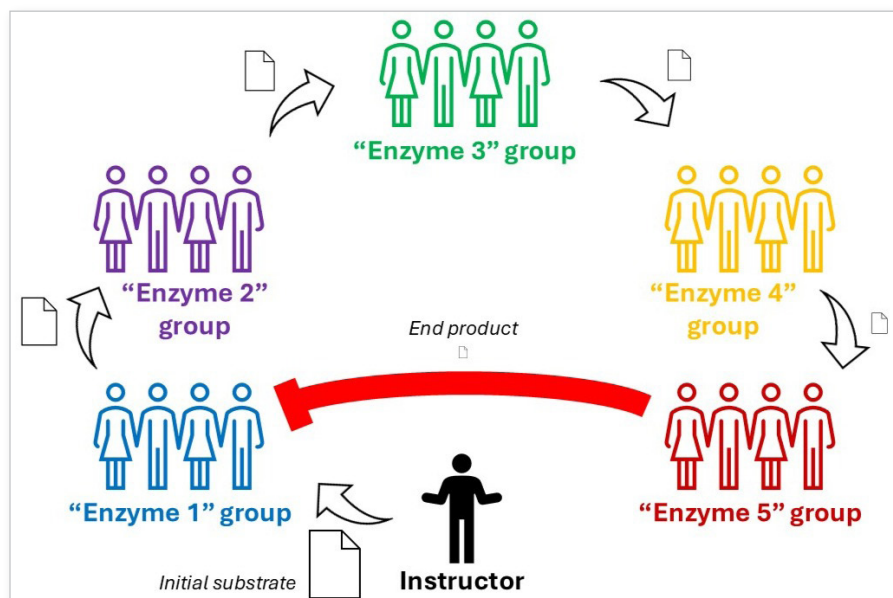 “Enzyme 3” group
“Enzyme 2”
group
“Enzyme 4”
group
End product
“Enzyme 1” group
“Enzyme 5” group
Initial substrate
Instructor